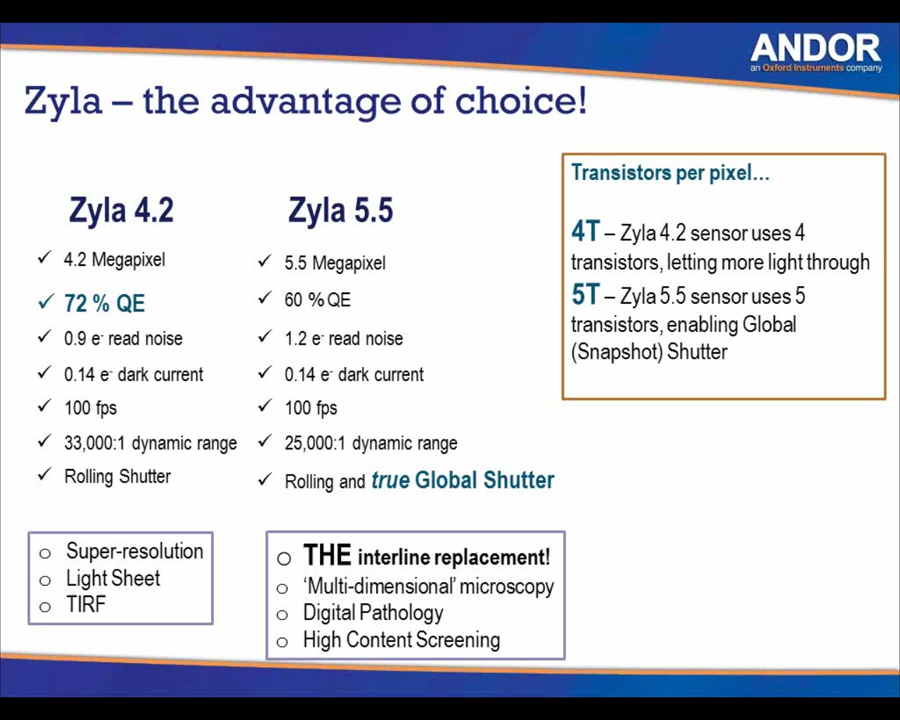 ANDOR
an Oxford Instruments company
Zyla – the advantage of choice!
Zyla 4.2
✓ 4.2 Megapixel
✓ 72 % QE
✓ 0.9 e- read noise
✓ 0.14 e- dark current
✓ 100 fps
✓ 33,000:1 dynamic range
✓ Rolling Shutter
o Super-resolution
o Light Sheet
o TIRF
Zyla 5.5
✓ 5.5 Megapixel
✓ 60 % QE
✓ 1.2 e- read noise
✓ 0.14 e- dark current
✓ 100 fps
✓ 25,000:1 dynamic range
✓ Rolling and true Global Shutter
o THE interline replacement!
o ‘Multi-dimensional’ microscopy
o Digital Pathology
o High Content Screening
Transistors per pixel…
4T – Zyla 4.2 sensor uses 4
transistors, letting more light through
5T – Zyla 5.5 sensor uses 5
transistors, enabling Global
(Snapshot) Shutter